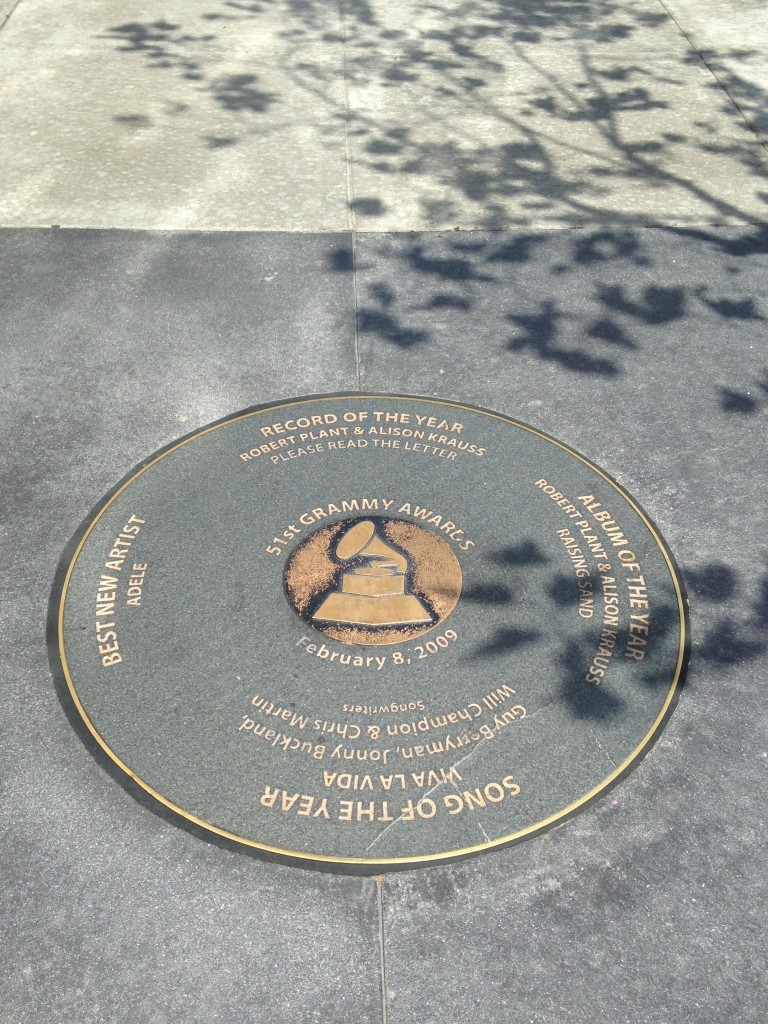 RECORD OF THE YEAR
ROBERT PLANT & ALISON KRAUSS
PLEASE READ THE LETTER
ALBUM OF THE YEAR
ROBERT PLANT & ALISON KRAUSS
RAISING SAND
BEST NEW ARTIST
ADELE
51st GRAMMY AWARDS
February 8, 2009
SONG OF THE YEAR
VIVA LA VIDA
Guy Berryman, Jonny Buckland,
Will Champion & Chris Martin
Songwriters